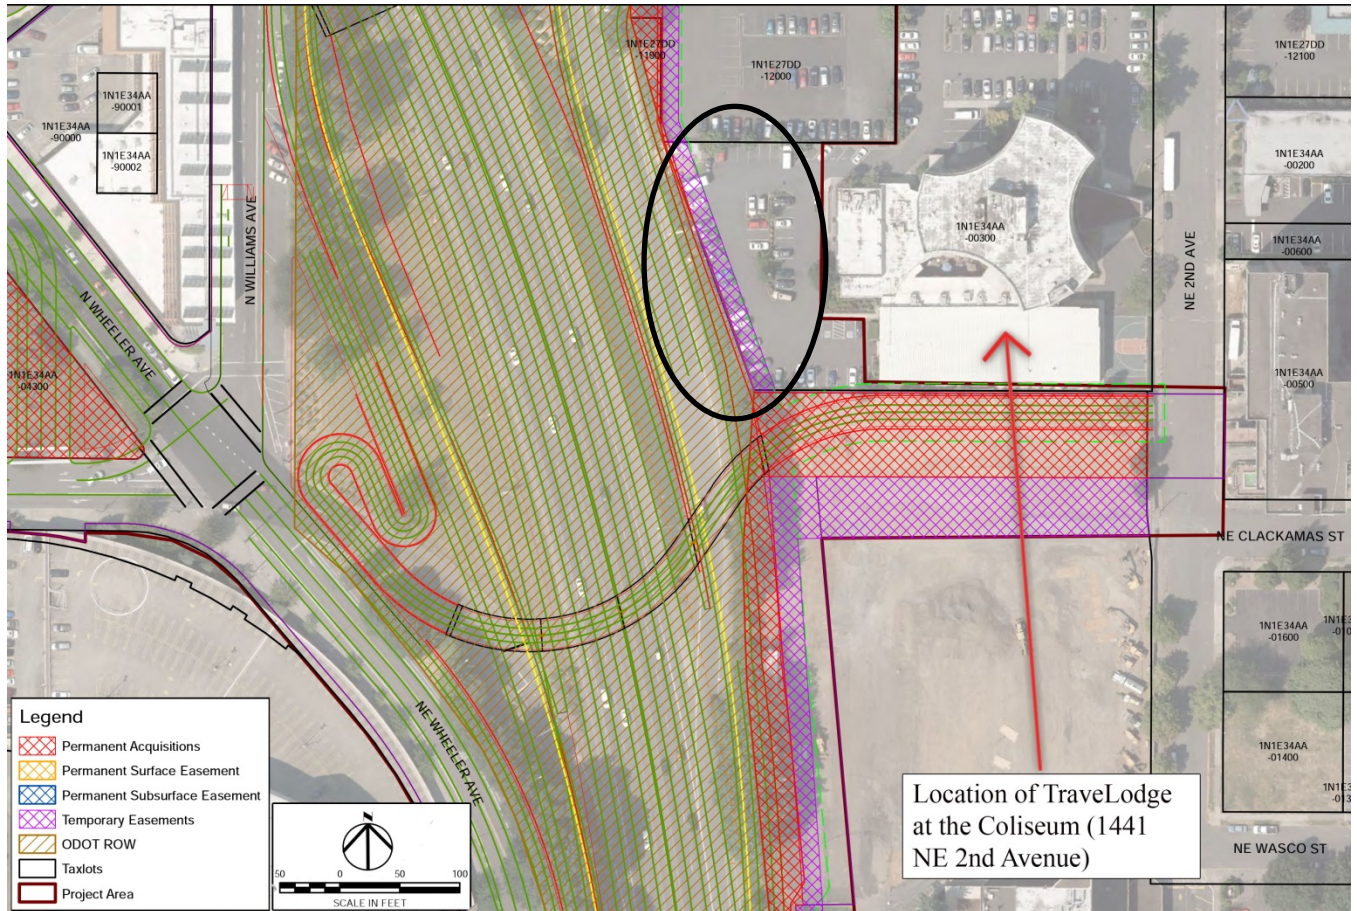 1N1E27DD
-11900
1N1E27DD
-12000
1N1E27DD
-12100
1N1E34AA
-90001
1N1E34AA
-90000
1N1E34AA
-90002
1N1E34AA
-00200
1N1E34AA
-00300
1N1E34AA
-00600
N WILLIAMS AVE
NE 2ND AVE
N WHEELER AVE
1N1E34AA
-04300
1N1E34AA
-00500
NE CLACKAMAS ST
1N1E34AA
-01600
1N1E34AA
-01400
NE WHEELER AVE
NE WASCO ST
Legend
Permanent Acquisitions
Permanent Surface Easement
Permanent Subsurface Easement
Temporary Easements
ODOT ROW
Taxlots
Project Area
N
50 0 50 100
SCALE IN FEET
Location of TraveLodge
at the Coliseum (1441
NE 2nd Avenue)